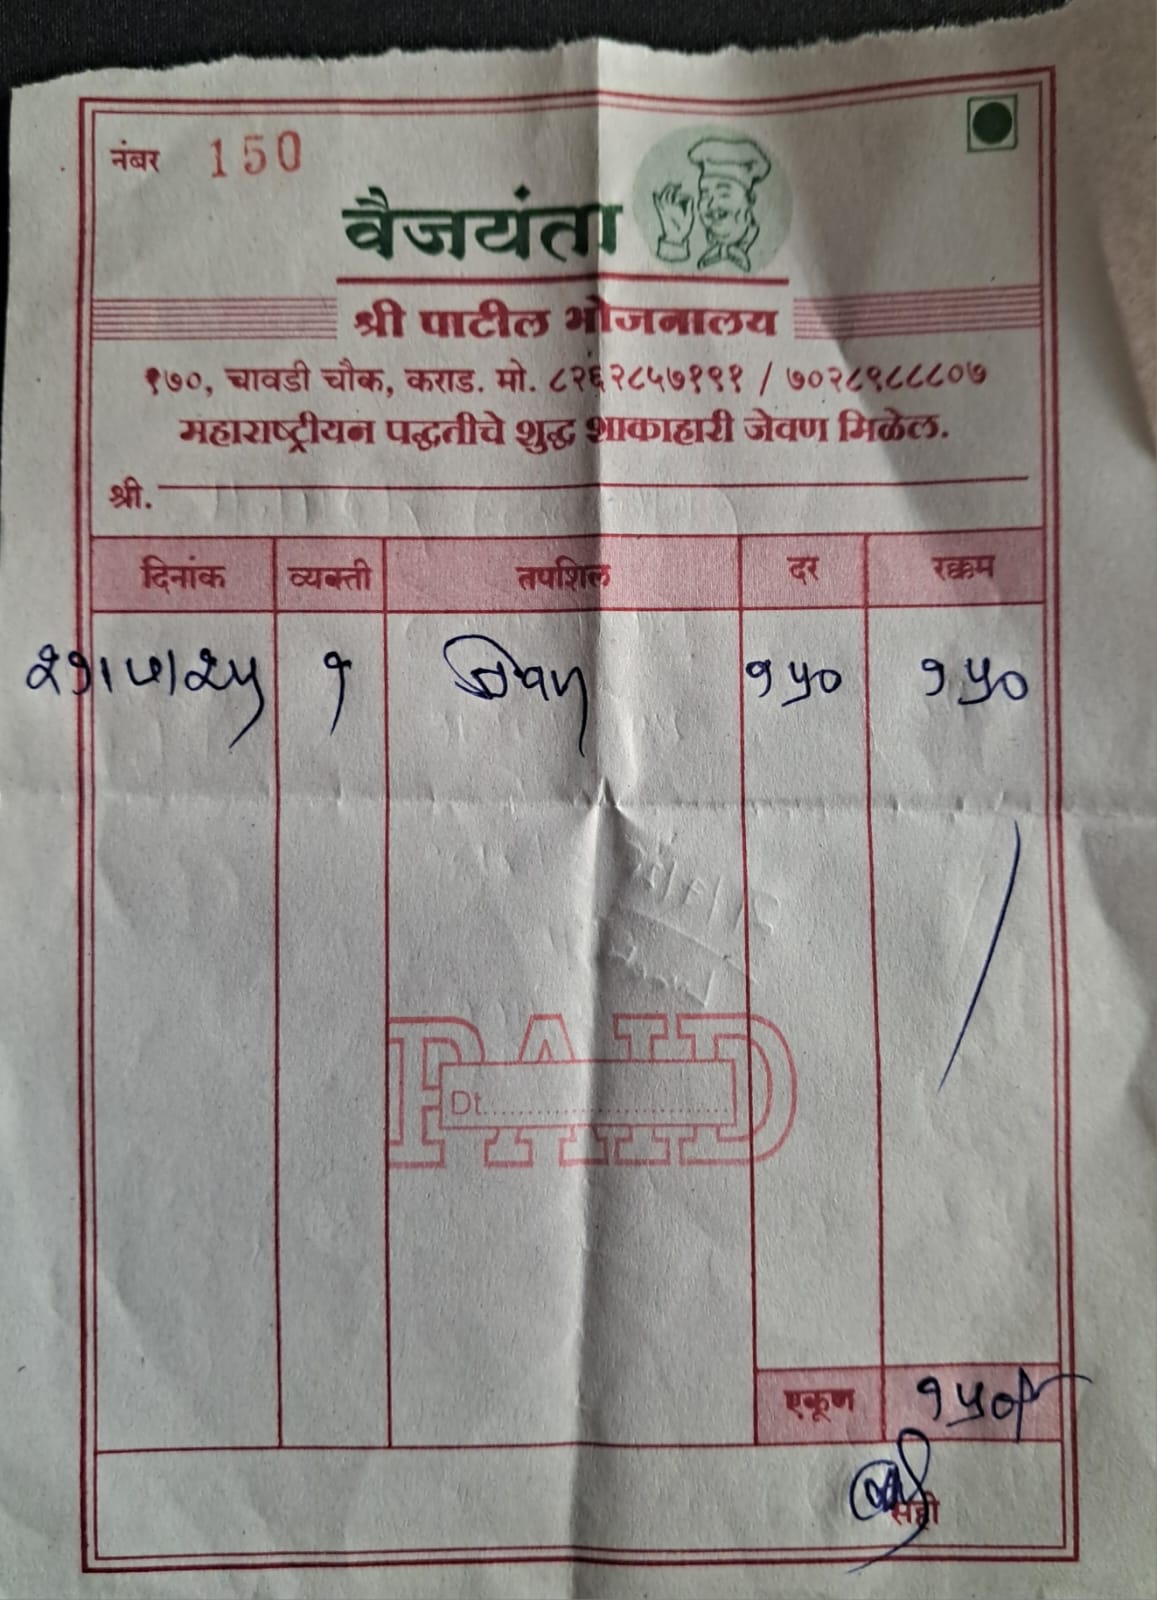 नंबर 150
वैजयंता
श्री पाटील भोजनालय
१७०, चावडी चौक, कराड. मो. ८२६२८५७१९१ / ७०२८९८८८०७
महाराष्ट्रीयन पद्धतीचे शुद्ध शाकाहारी जेवण मिळेल.
श्री.
दिनांक व्यक्ती तपशिल दर रक्कम
२१/५/२५ १ जेवण १५० १५०
PAID
Dt.
एकूण १५०/-
सही